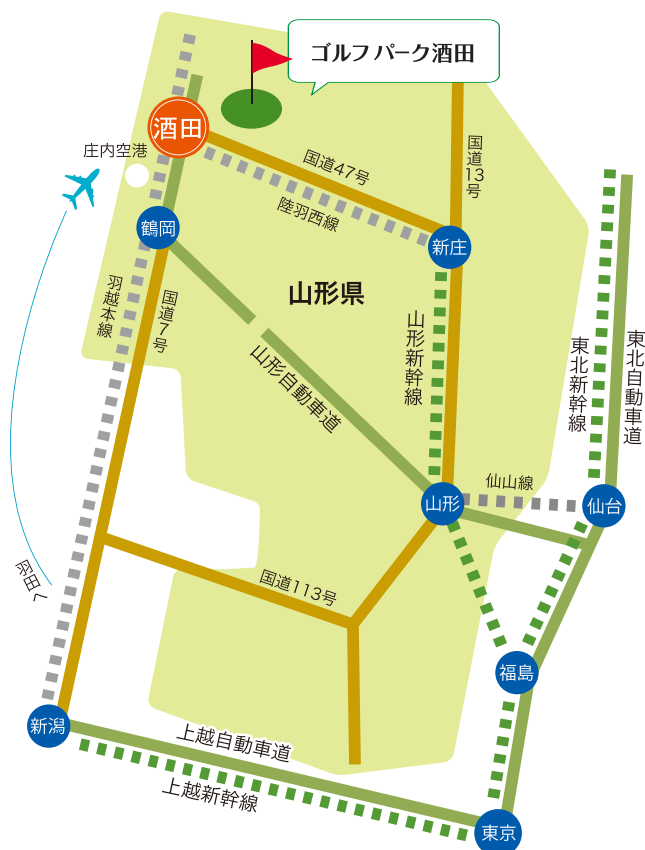 ゴルフパーク酒田
酒田
庄内空港
国道47号
国道13号
陸羽西線
鶴岡
新庄
山形県
羽越本線
国道7号
山形新幹線
山形自動車道
東北新幹線
東北自動車道
仙山線
山形
仙台
羽田へ
国道113号
福島
新潟
上越自動車道
上越新幹線
東京